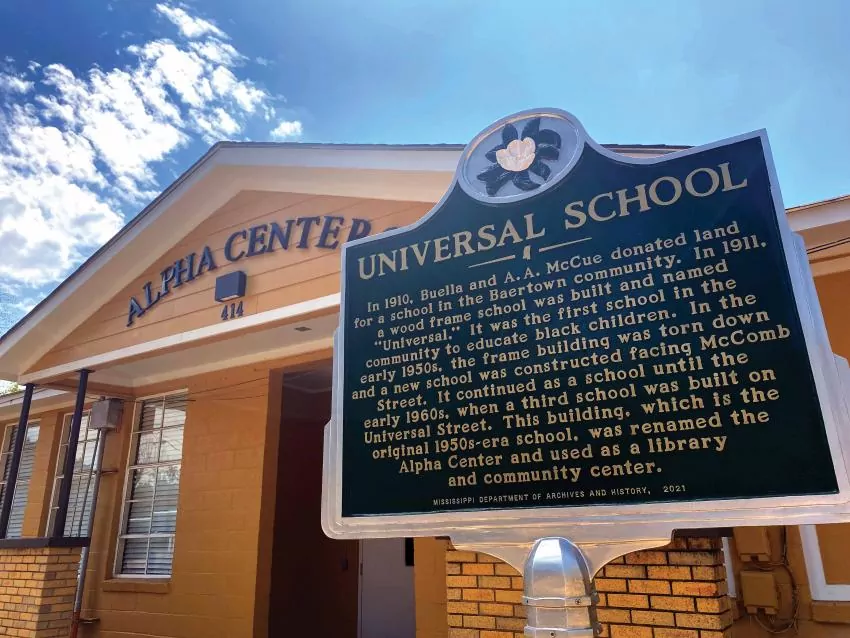 ALPHA CENTER
414
UNIVERSAL SCHOOL
In 1910, Buella and A.A. McCue donated land
for a school in the Baertown community. In 1911,
a wood frame school was built and named
"Universal." It was the first school in the
community to educate black children. In the
early 1950s, the frame building was torn down
and a new school was constructed facing McComb
Street. It continued as a school until the
early 1960s, when a third school was built on
Universal Street. This building, which is the
original 1950s-era school, was renamed the
Alpha Center and used as a library
and community center.
MISSISSIPPI DEPARTMENT OF ARCHIVES AND HISTORY, 2021